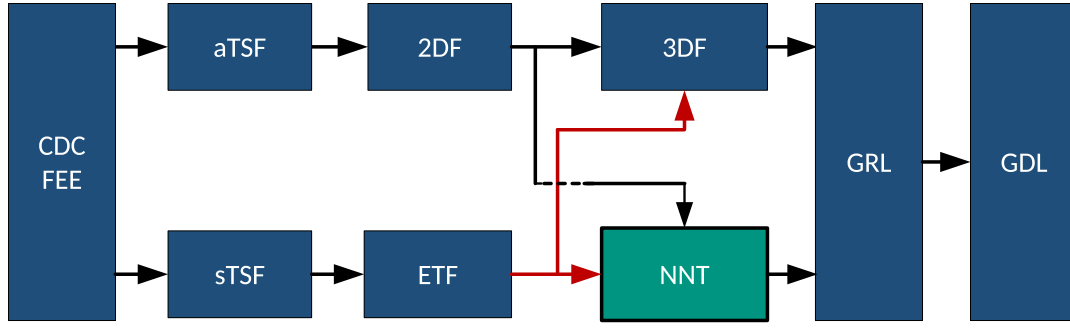 CDC
FEE
aTSF
2DF
3DF
sTSF
ETF
NNT
GRL
GDL